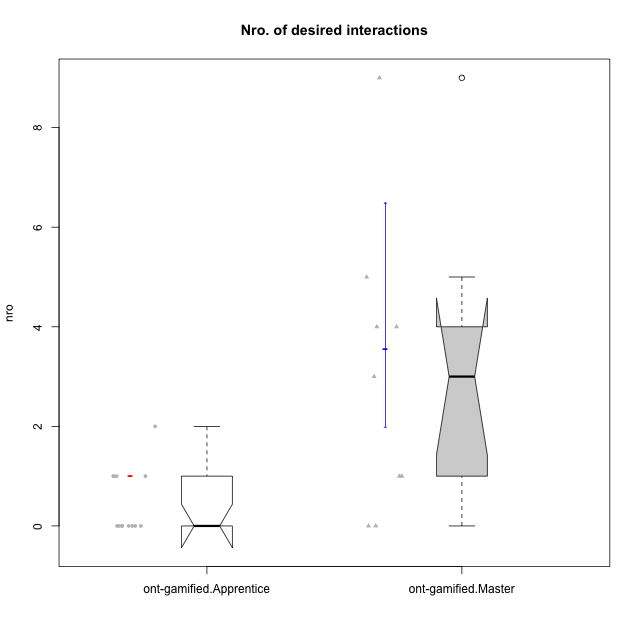 Nro. of desired interactions
8
6
4
2
0
nro
ont-gamified.Apprentice
ont-gamified.Master